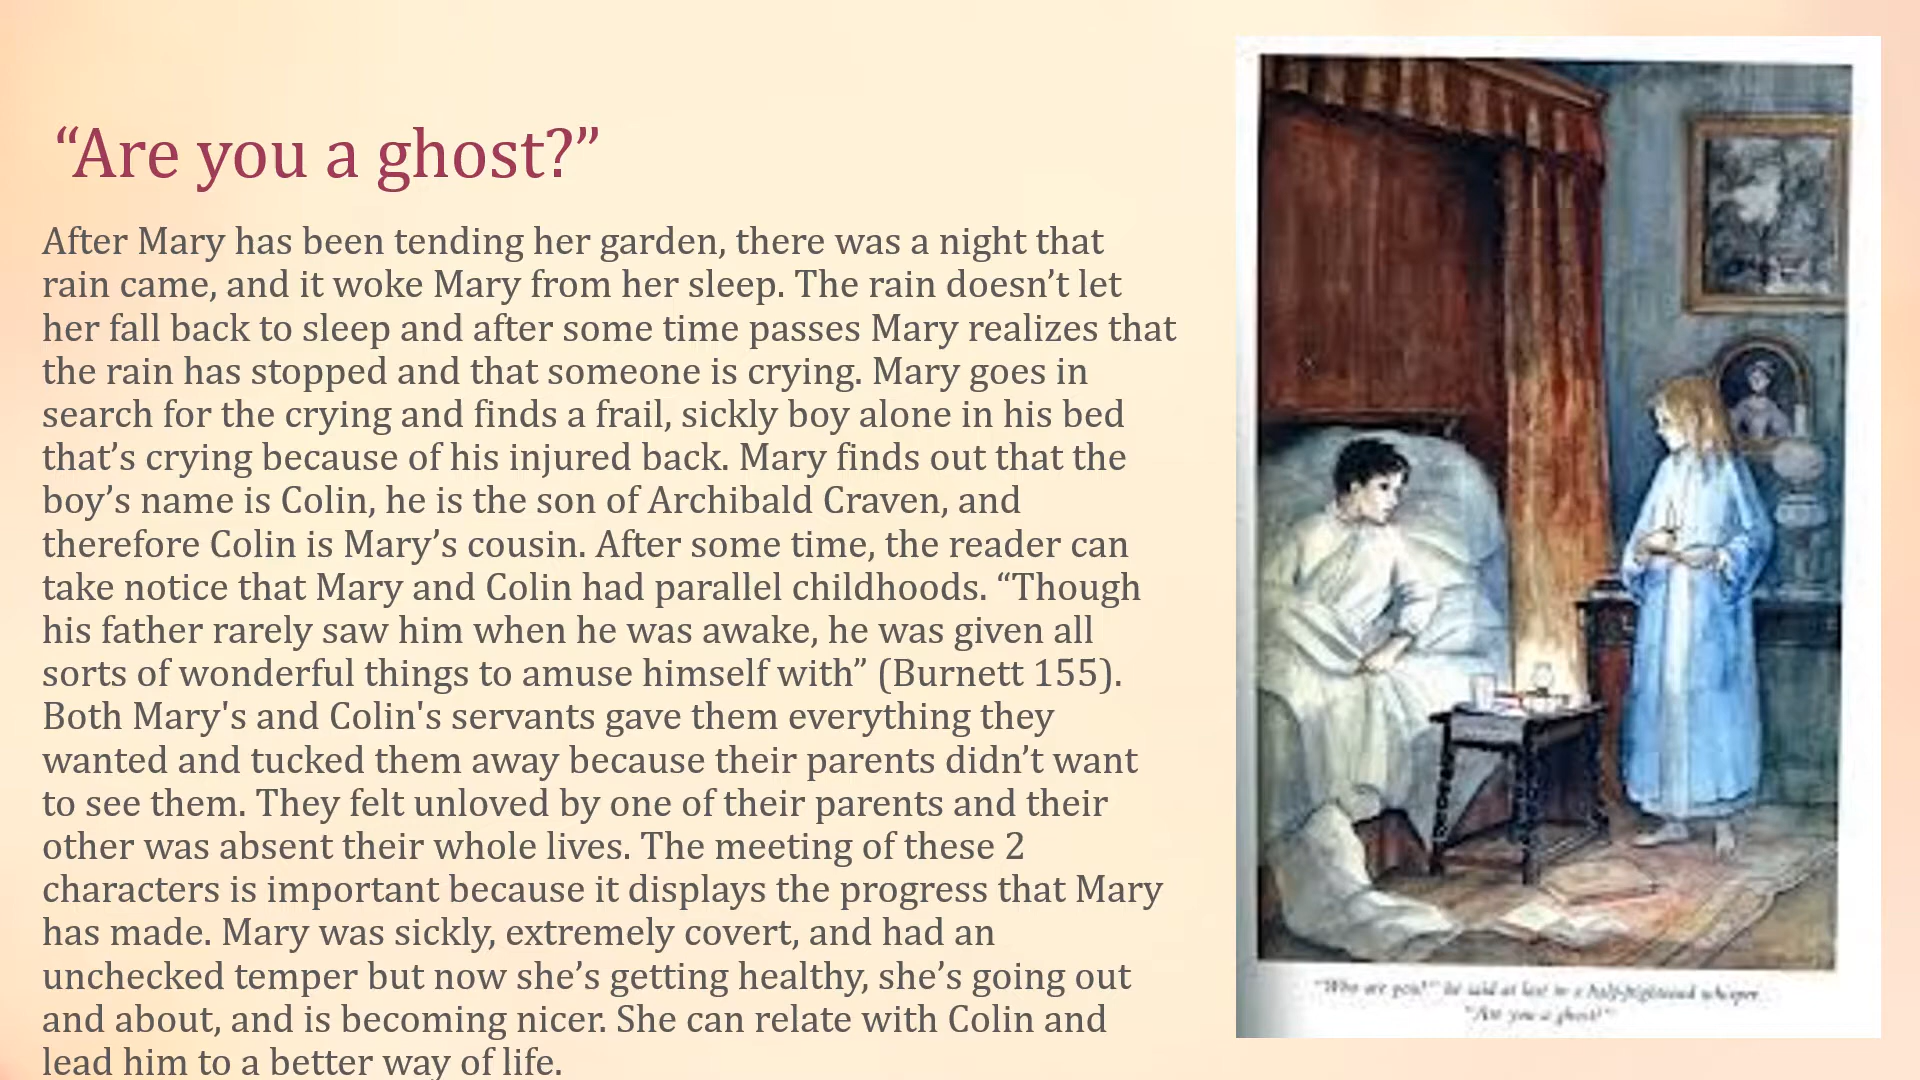 “Are you a ghost?”
After Mary has been tending her garden, there was a night that
rain came, and it woke Mary from her sleep. The rain doesn’t let
her fall back to sleep and after some time passes Mary realizes that
the rain has stopped and that someone is crying. Mary goes in
search for the crying and finds a frail, sickly boy alone in his bed
that’s crying because of his injured back. Mary finds out that the
boy’s name is Colin, he is the son of Archibald Craven, and
therefore Colin is Mary’s cousin. After some time, the reader can
take notice that Mary and Colin had parallel childhoods. “Though
his father rarely saw him when he was awake, he was given all
sorts of wonderful things to amuse himself with” (Burnett 155).
Both Mary's and Colin's servants gave them everything they
wanted and tucked them away because their parents didn’t want
to see them. They felt unloved by one of their parents and their
other was absent their whole lives. The meeting of these 2
characters is important because it displays the progress that Mary
has made. Mary was sickly, extremely covert, and had an
unchecked temper but now she’s getting healthy, she’s going out
and about, and is becoming nicer. She can relate with Colin and
lead him to a better way of life.
“Who are you?” he said at last in a half-frightened whisper.
“Are you a ghost?”